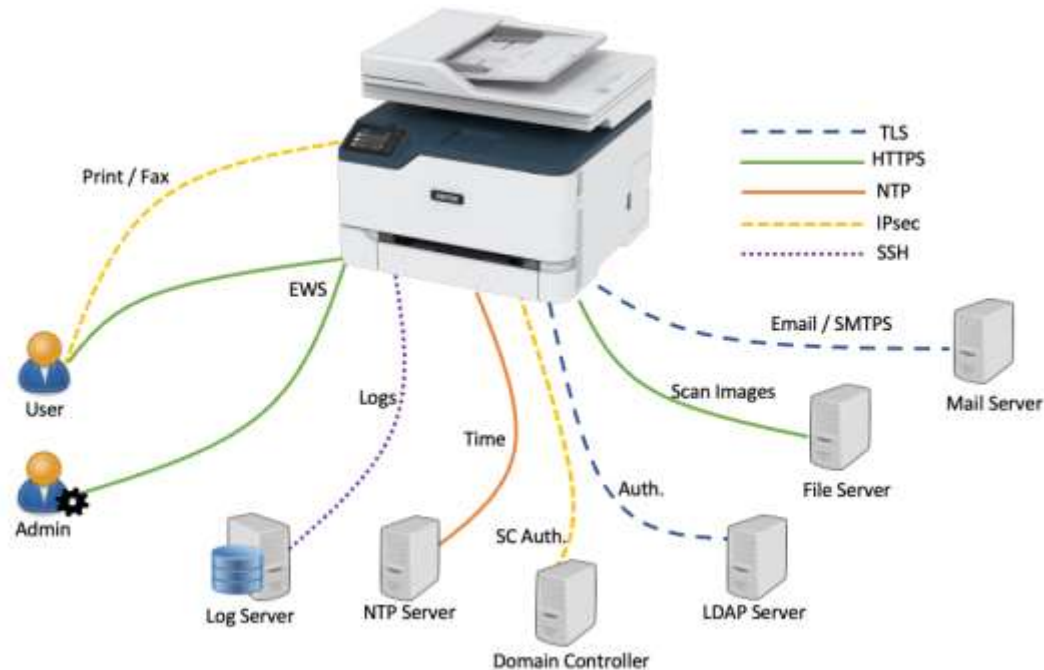 TLS
HTTPS
NTP
IPsec
SSH
Print / Fax
EWS
Email / SMTPS
User
Logs
Scan Images
Mail Server
Time
Admin
Auth.
File Server
SC Auth.
Log Server
NTP Server
LDAP Server
Domain Controller